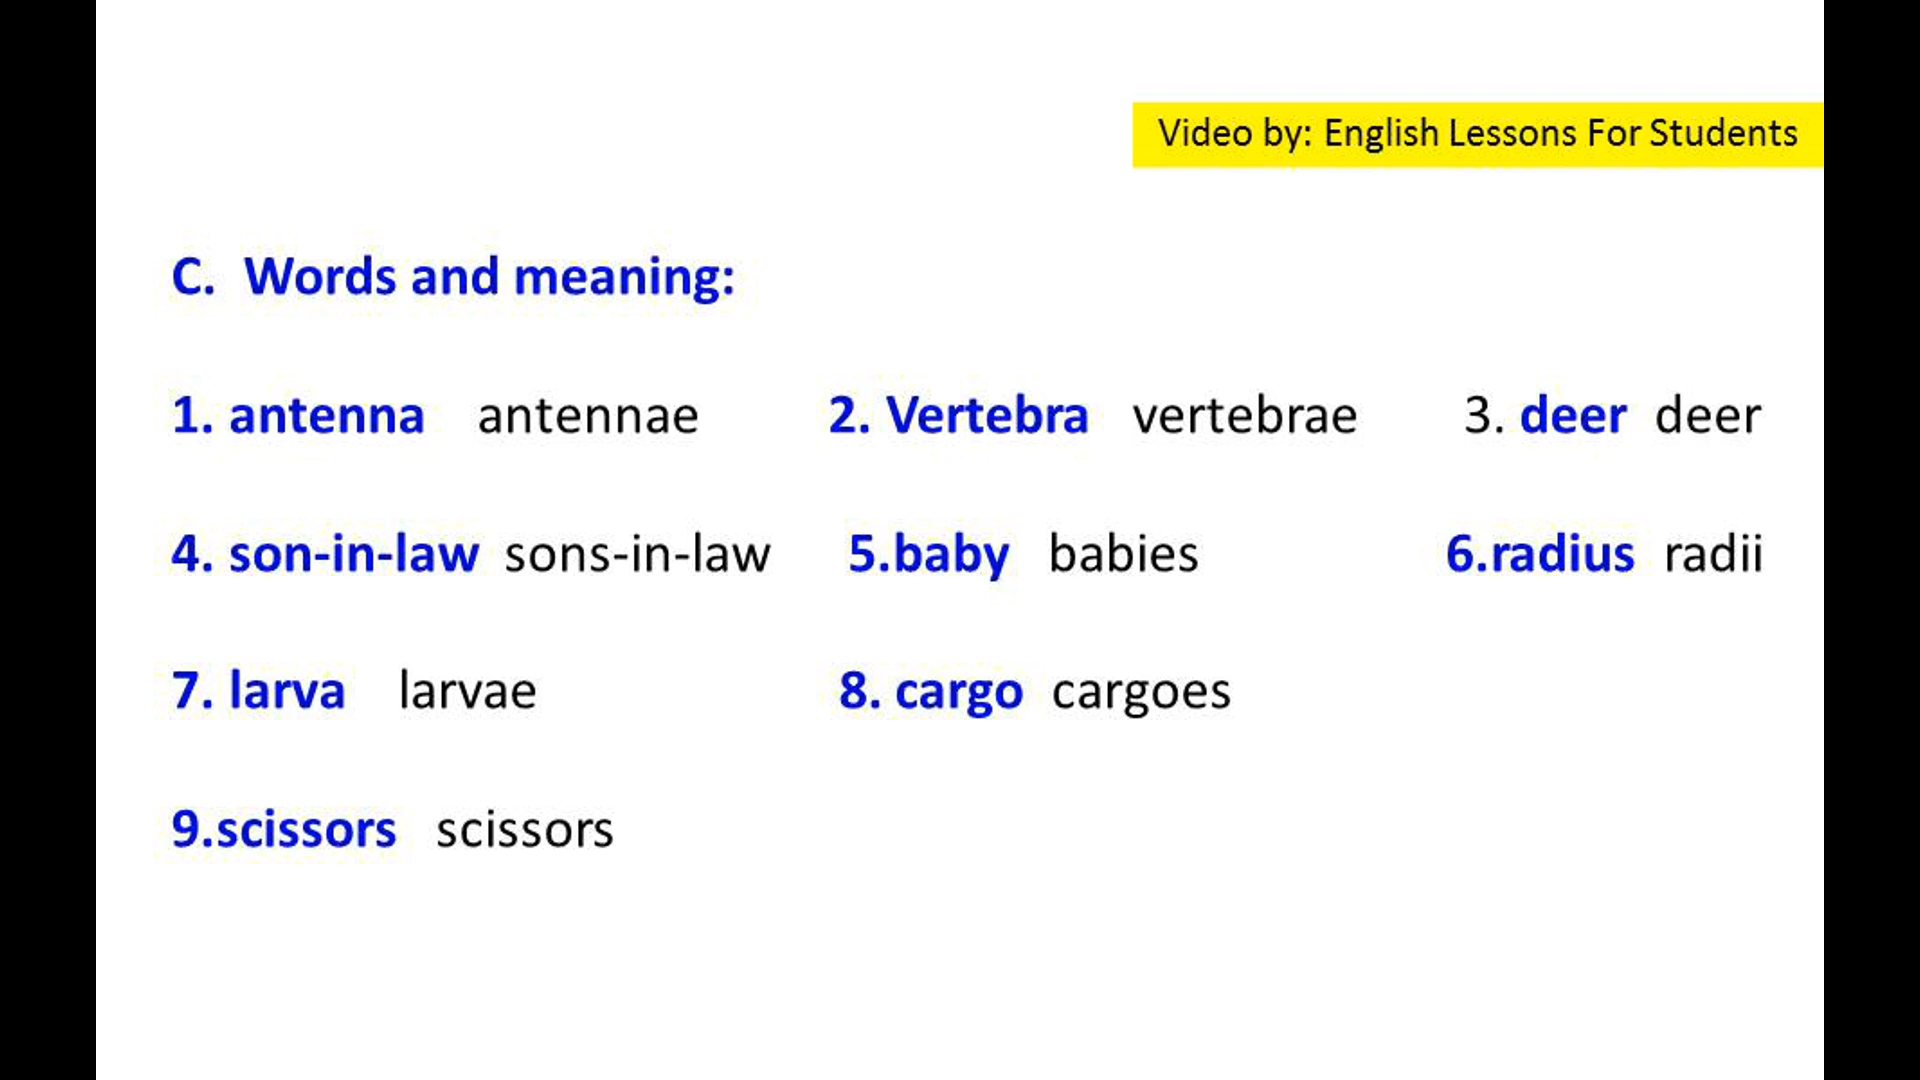 Video by: English Lessons For Students
C. Words and meaning:
1. antenna antennae 2. Vertebra vertebrae 3. deer deer
4. son-in-law sons-in-law 5.baby babies 6.radius radii
7. larva larvae 8. cargo cargoes
9.scissors scissors